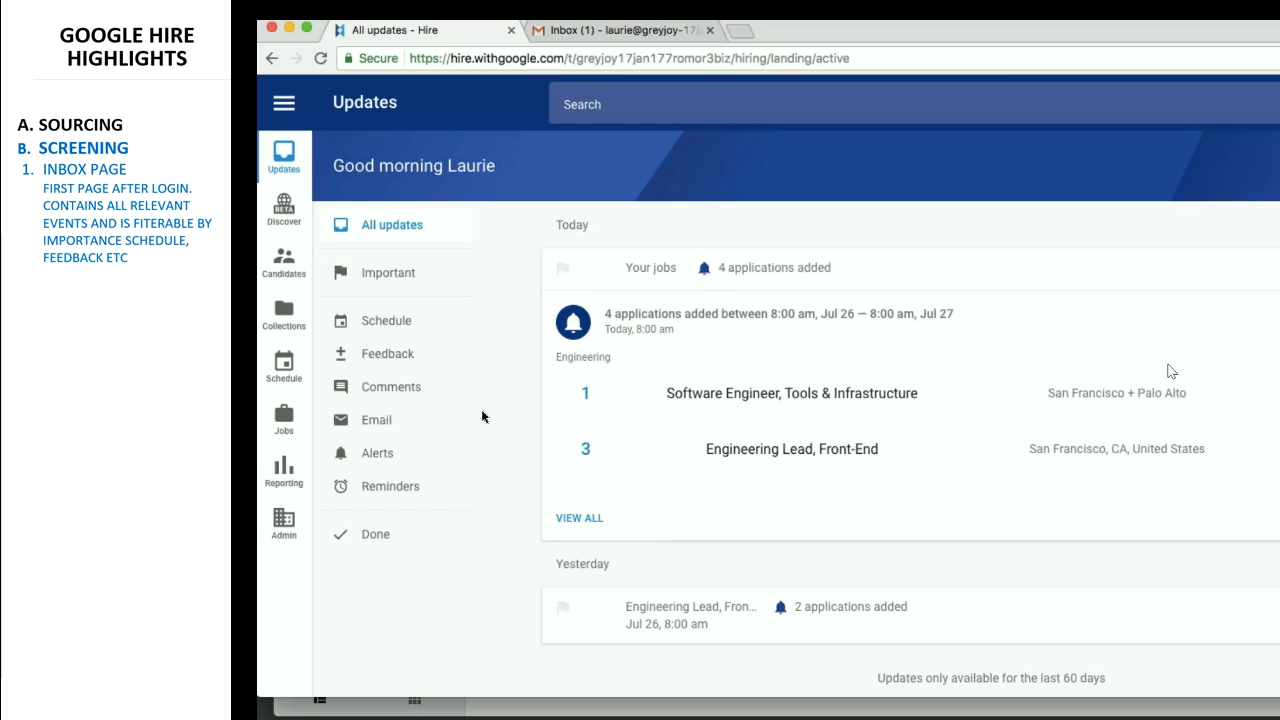 GOOGLE HIRE
HIGHLIGHTS
A. SOURCING
B. SCREENING
1. INBOX PAGE
FIRST PAGE AFTER LOGIN.
CONTAINS ALL RELEVANT
EVENTS AND IS FITERABLE BY
IMPORTANCE SCHEDULE,
FEEDBACK ETC
All updates - Hire
Inbox (1) - laurie@greyjoy-17j
Secure https://hire.withgoogle.com/t/greyjoy17jan177romor3biz/hiring/landing/active
Updates
Search
Good morning Laurie
Updates
BETA
Discover
Candidates
Collections
Schedule
Jobs
Reporting
Admin
All updates
Important
Schedule
Feedback
Comments
Email
Alerts
Reminders
Done
Today
Your jobs 4 applications added
4 applications added between 8:00 am, Jul 26 — 8:00 am, Jul 27
Today, 8:00 am
Engineering
1 Software Engineer, Tools & Infrastructure San Francisco + Palo Alto
3 Engineering Lead, Front-End San Francisco, CA, United States
VIEW ALL
Yesterday
Engineering Lead, Fron... 2 applications added
Jul 26, 8:00 am
Updates only available for the last 60 days